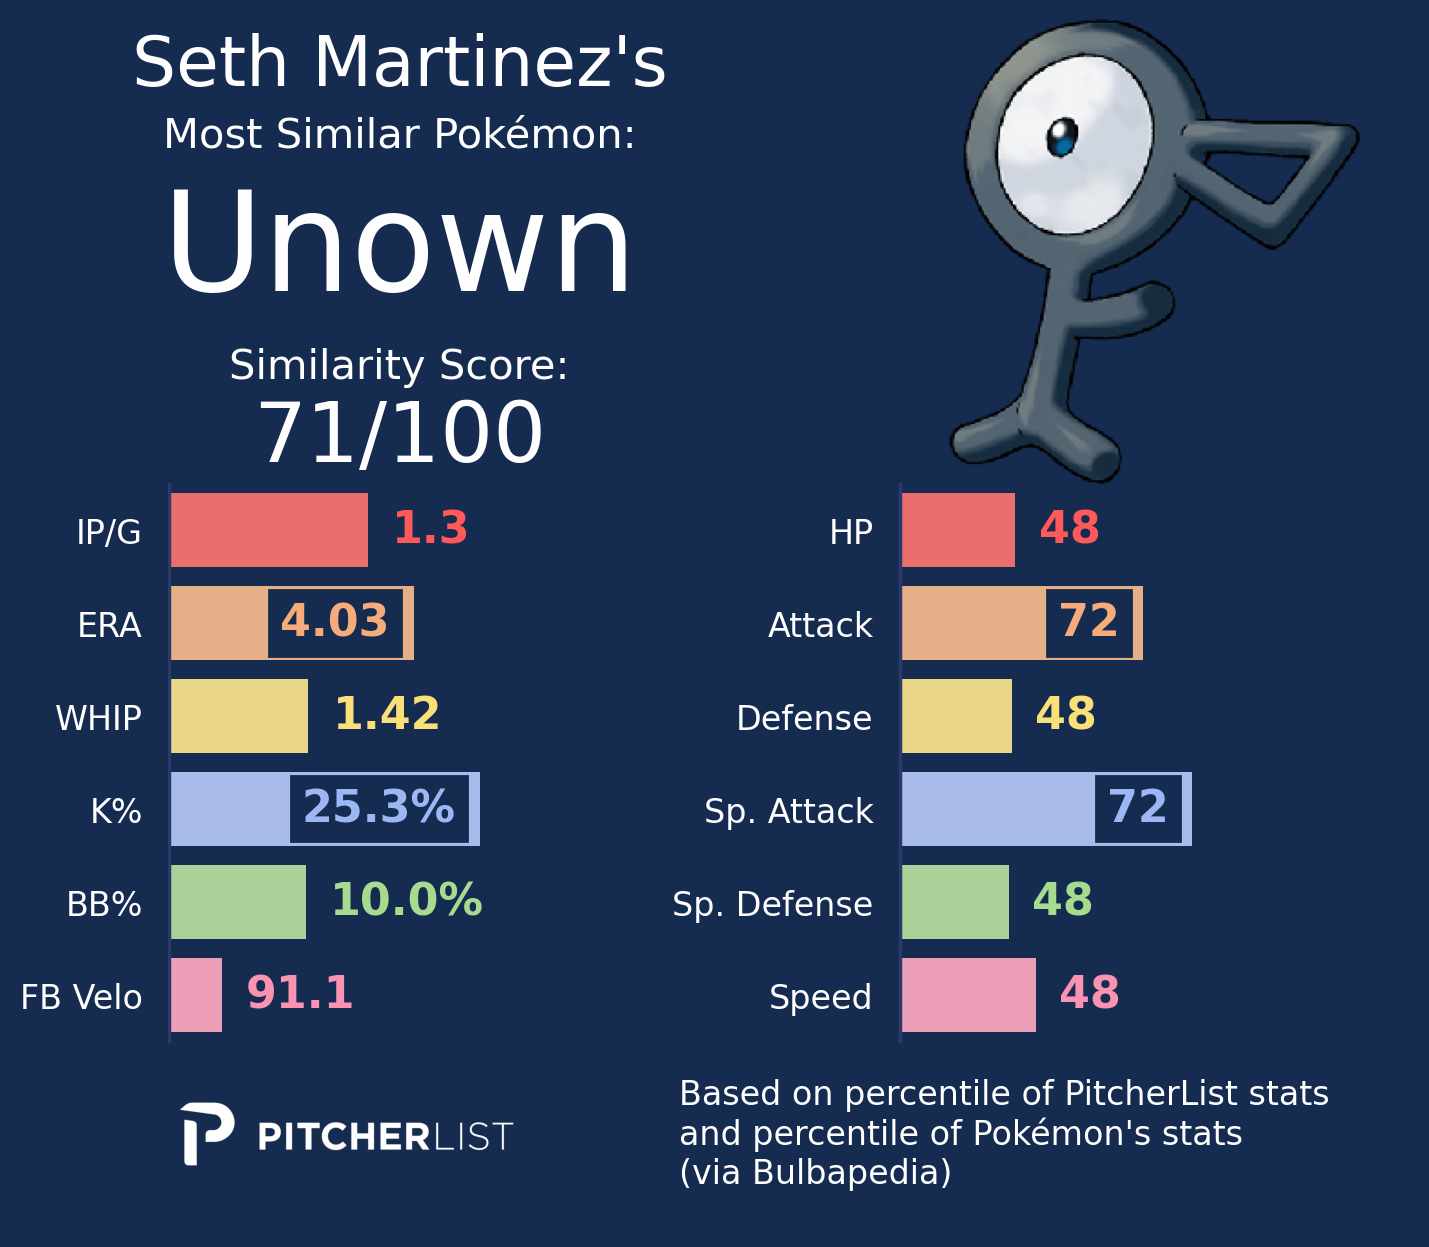 Seth Martinez's
Most Similar Pokémon:
Unown
Similarity Score:
71/100
IP/G 1.3
ERA 4.03
WHIP 1.42
K% 25.3%
BB% 10.0%
FB Velo 91.1
HP 48
Attack 72
Defense 48
Sp. Attack 72
Sp. Defense 48
Speed 48
PITCHERLIST
Based on percentile of PitcherList stats
and percentile of Pokémon's stats
(via Bulbapedia)